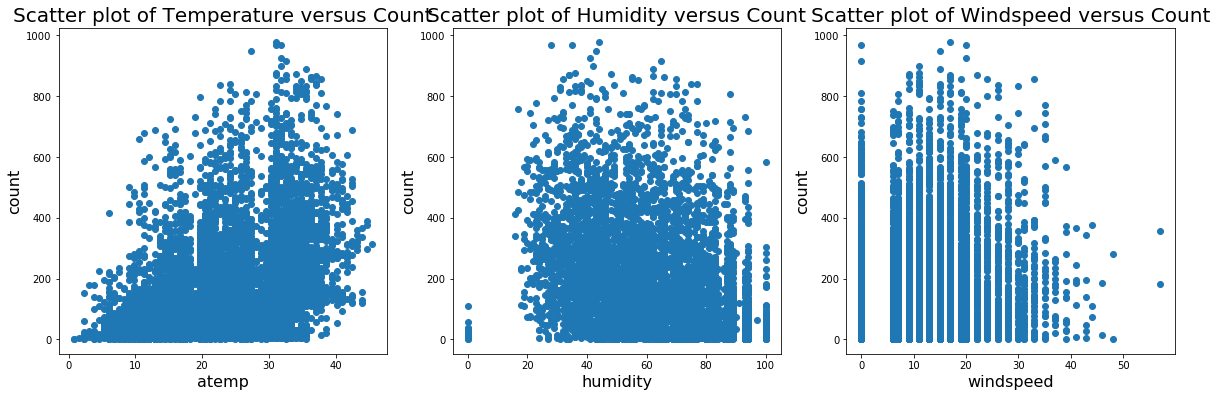 Scatter plot of Temperature versus Count
1000
800
600
400
200
0
count
0 10 20 30 40
atemp
Scatter plot of Humidity versus Count
1000
800
600
400
200
0
count
0 20 40 60 80 100
humidity
Scatter plot of Windspeed versus Count
1000
800
600
400
200
0
count
0 10 20 30 40 50
windspeed